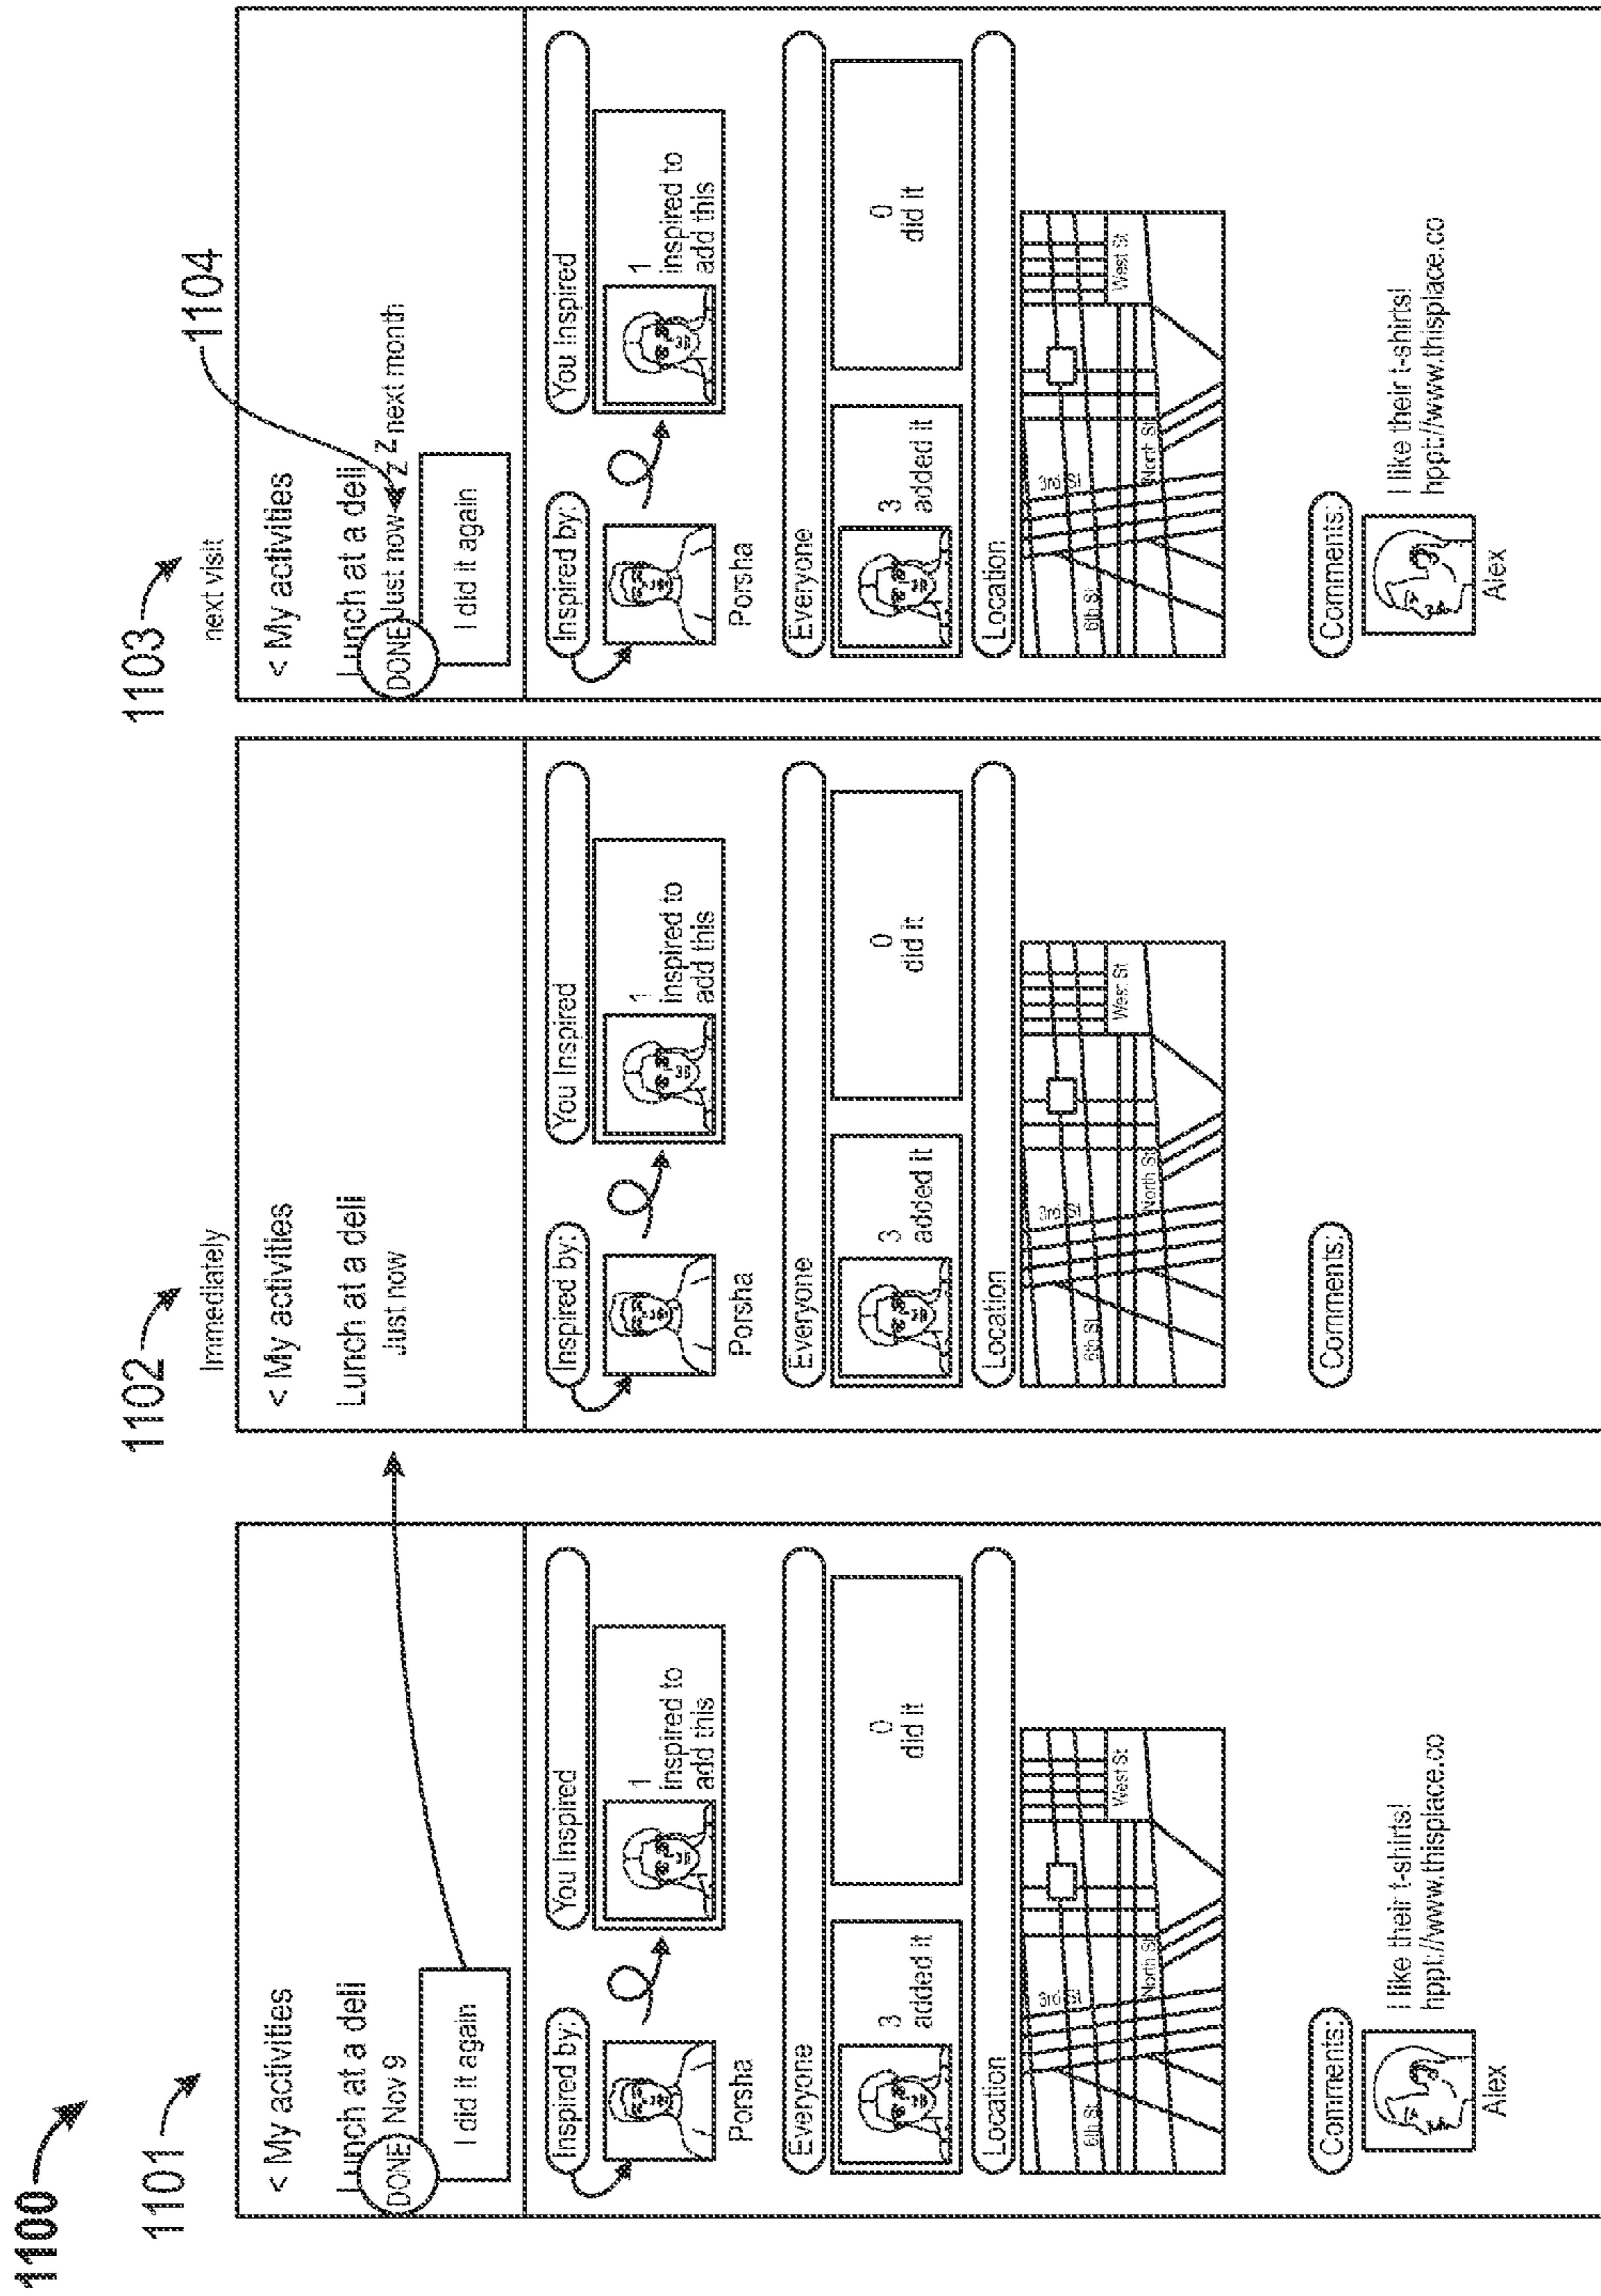 1100
1101
< My activities
Lunch at a deli
DONE Nov 9
I did it again
Inspired by:
You Inspired
1
inspired to
add this
Porsha
Everyone
3
added it
0
did it
Location
3rd St
6th St
North St
West St
Comments:
I like their t-shirts!
hppt://www.thisplace.co
Alex
1102
Immediately
< My activities
Lunch at a deli
Just now
Inspired by:
You Inspired
1
inspired to
add this
Porsha
Everyone
3
added it
0
did it
Location
3rd St
6th St
North St
West St
Comments:
1103
next visit
1104
< My activities
Lunch at a deli
DONE Just now z z next month
I did it again
Inspired by:
You Inspired
1
inspired to
add this
Porsha
Everyone
3
added it
0
did it
Location
3rd St
6th St
North St
West St
Comments:
I like their t-shirts!
hppt://www.thisplace.co
Alex